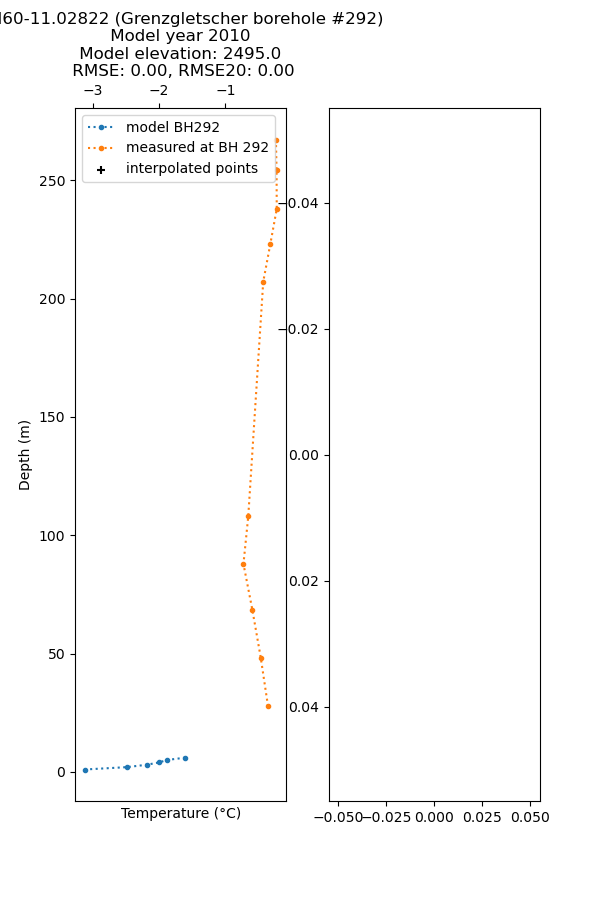 60-11.02822 (Grenzgletscher borehole #292)
Model year 2010
Model elevation: 2495.0
RMSE: 0.00, RMSE20: 0.00
−3 −2 −1
model BH292
measured at BH 292
interpolated points
250
200
150
100
50
0
Depth (m)
Temperature (°C)
−0.04
−0.02
0.00
0.02
0.04
−0.050 −0.025 0.000 0.025 0.050